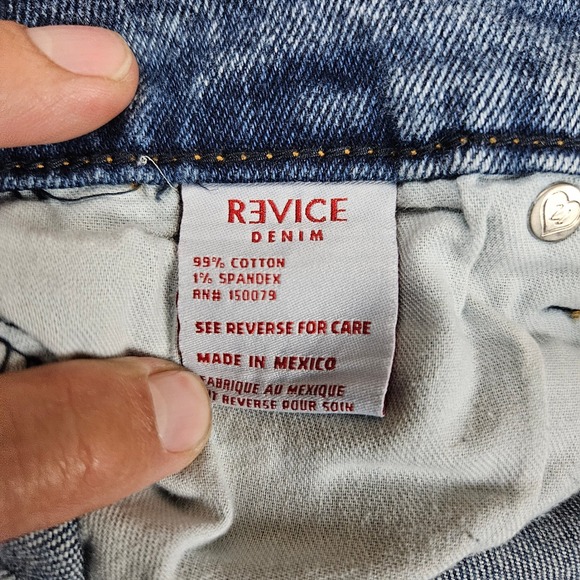 RƎVICE
DENIM
99% COTTON
1% SPANDEX
RN# 150079
SEE REVERSE FOR CARE
MADE IN MEXICO
FABRIQUE AU MEXIQUE
REVERSE POUR SOIN